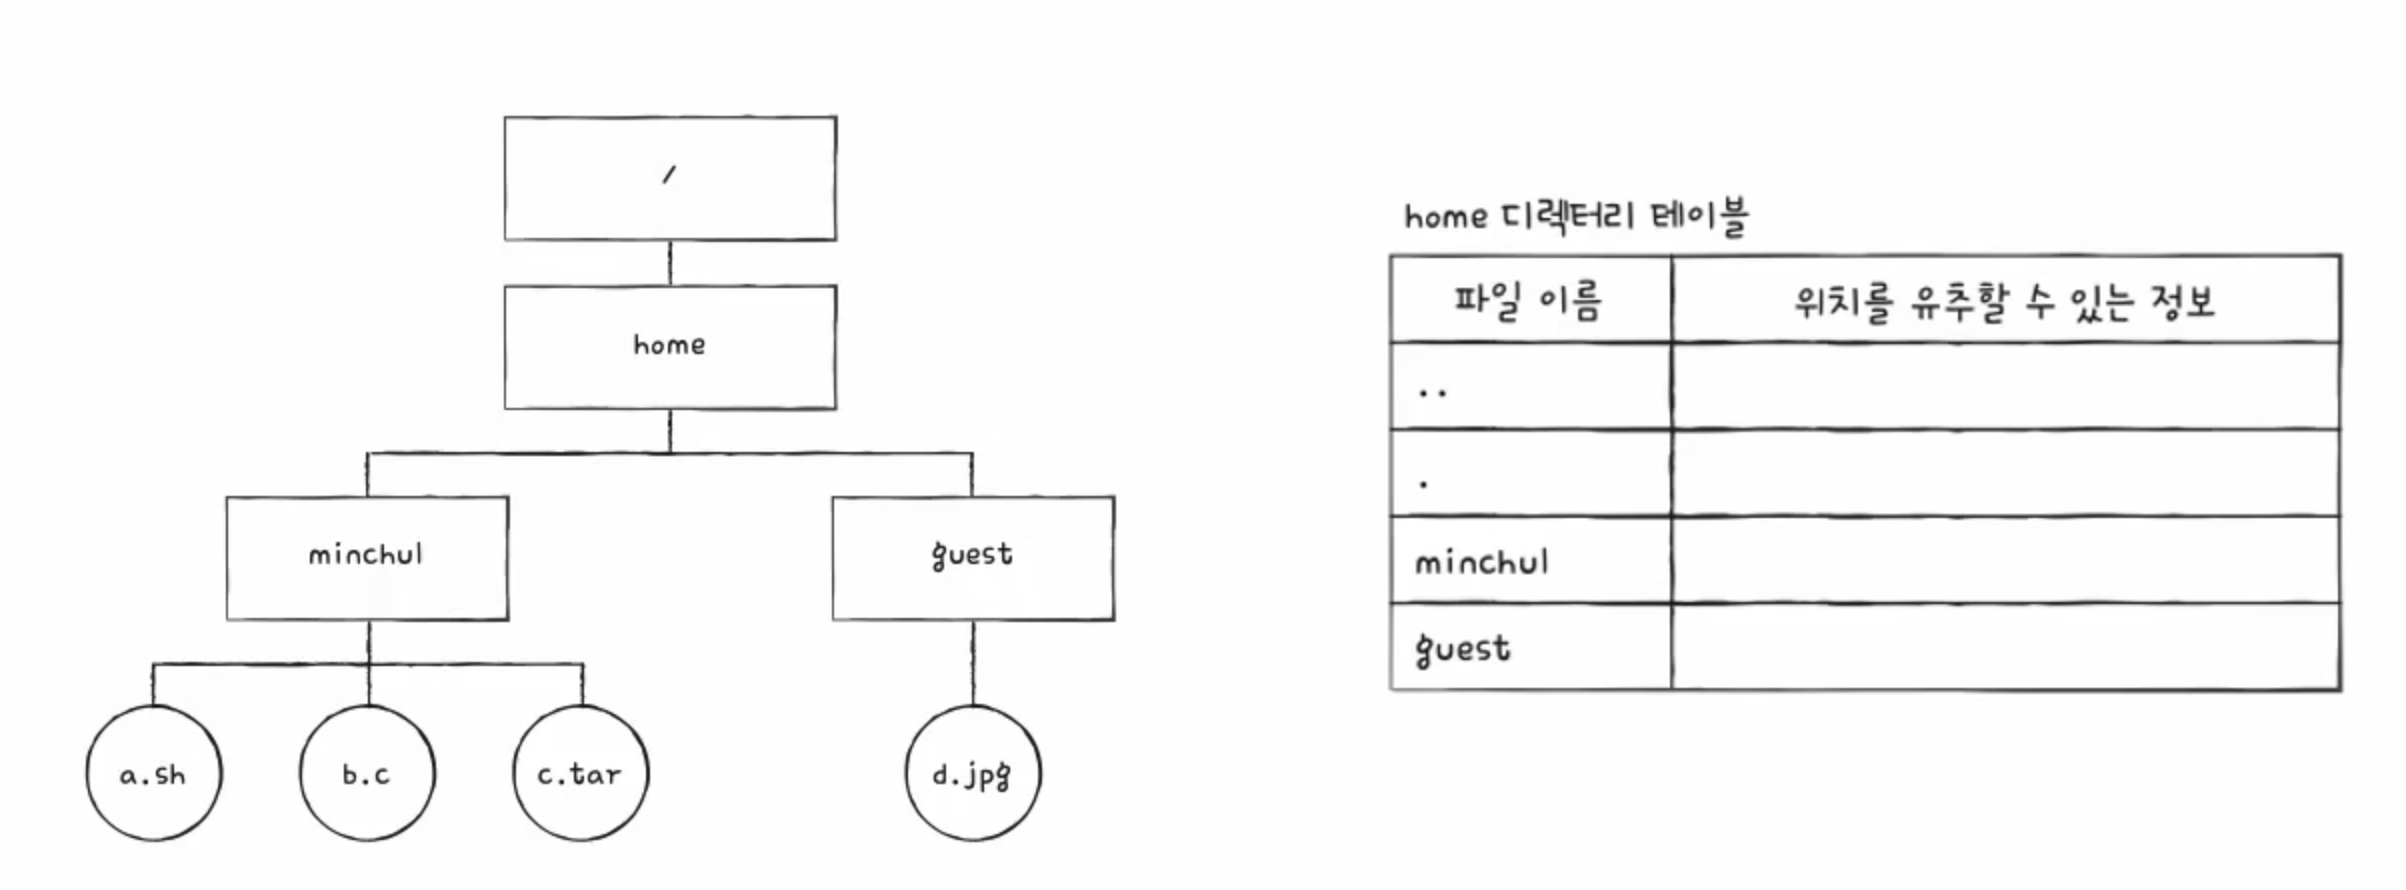 /
home
minchul
guest
a.sh
b.c
c.tar
d.jpg
home 디렉터리 테이블
파일 이름 위치를 유추할 수 있는 정보
..
.
minchul
guest